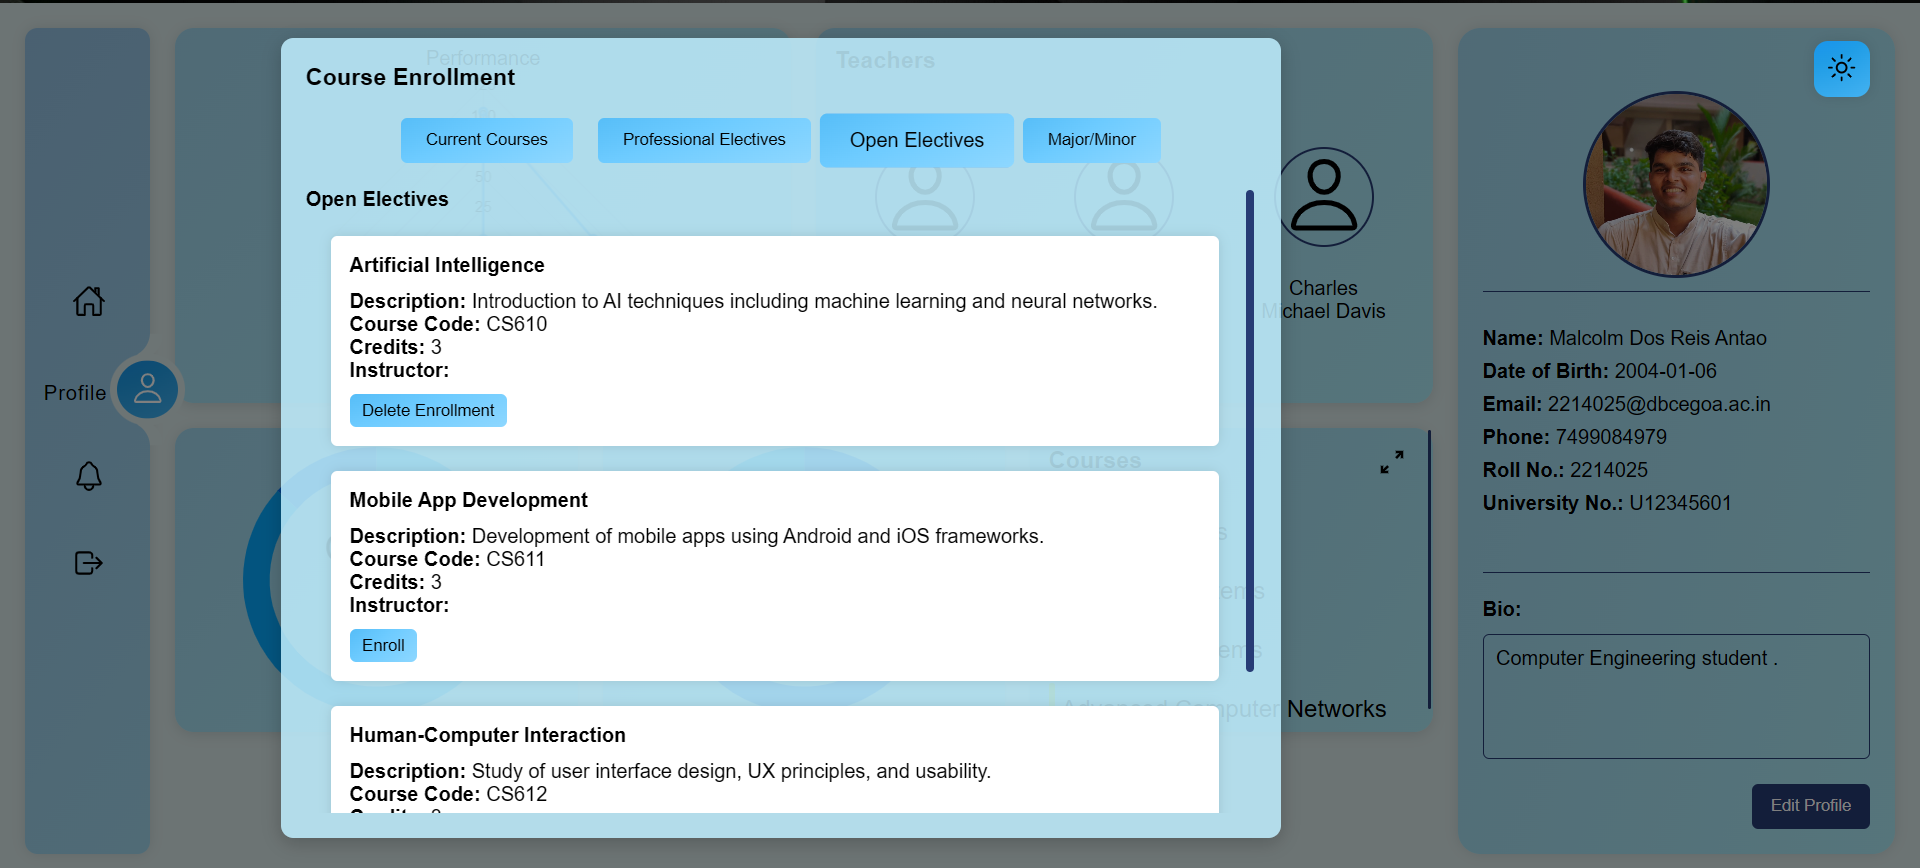 Performance
Teachers
Course Enrollment
Current Courses
Professional Electives
Open Electives
Major/Minor
50
25
Open Electives
Artificial Intelligence
Description: Introduction to AI techniques including machine learning and neural networks.
Course Code: CS610
Credits: 3
Instructor:
Delete Enrollment
Mobile App Development
Description: Development of mobile apps using Android and iOS frameworks.
Course Code: CS611
Credits: 3
Instructor:
Enroll
Human-Computer Interaction
Description: Study of user interface design, UX principles, and usability.
Course Code: CS612
Profile
Charles
Michael Davis
Courses
Advanced Computer Networks
Name: Malcolm Dos Reis Antao
Date of Birth: 2004-01-06
Email: 2214025@dbcegoa.ac.in
Phone: 7499084979
Roll No.: 2214025
University No.: U12345601
Bio:
Computer Engineering student .
Edit Profile